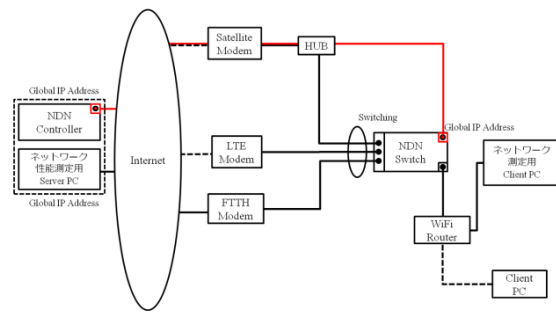 Satellite
Modem
HUB
Global IP Address
NDN
Controller
ネットワーク
性能測定用
Server PC
Global IP Address
Internet
LTE
Modem
FTTH
Modem
Switching
NDN
Switch
Global IP Address
ネットワーク
測定用
Client PC
WiFi
Router
Client
PC